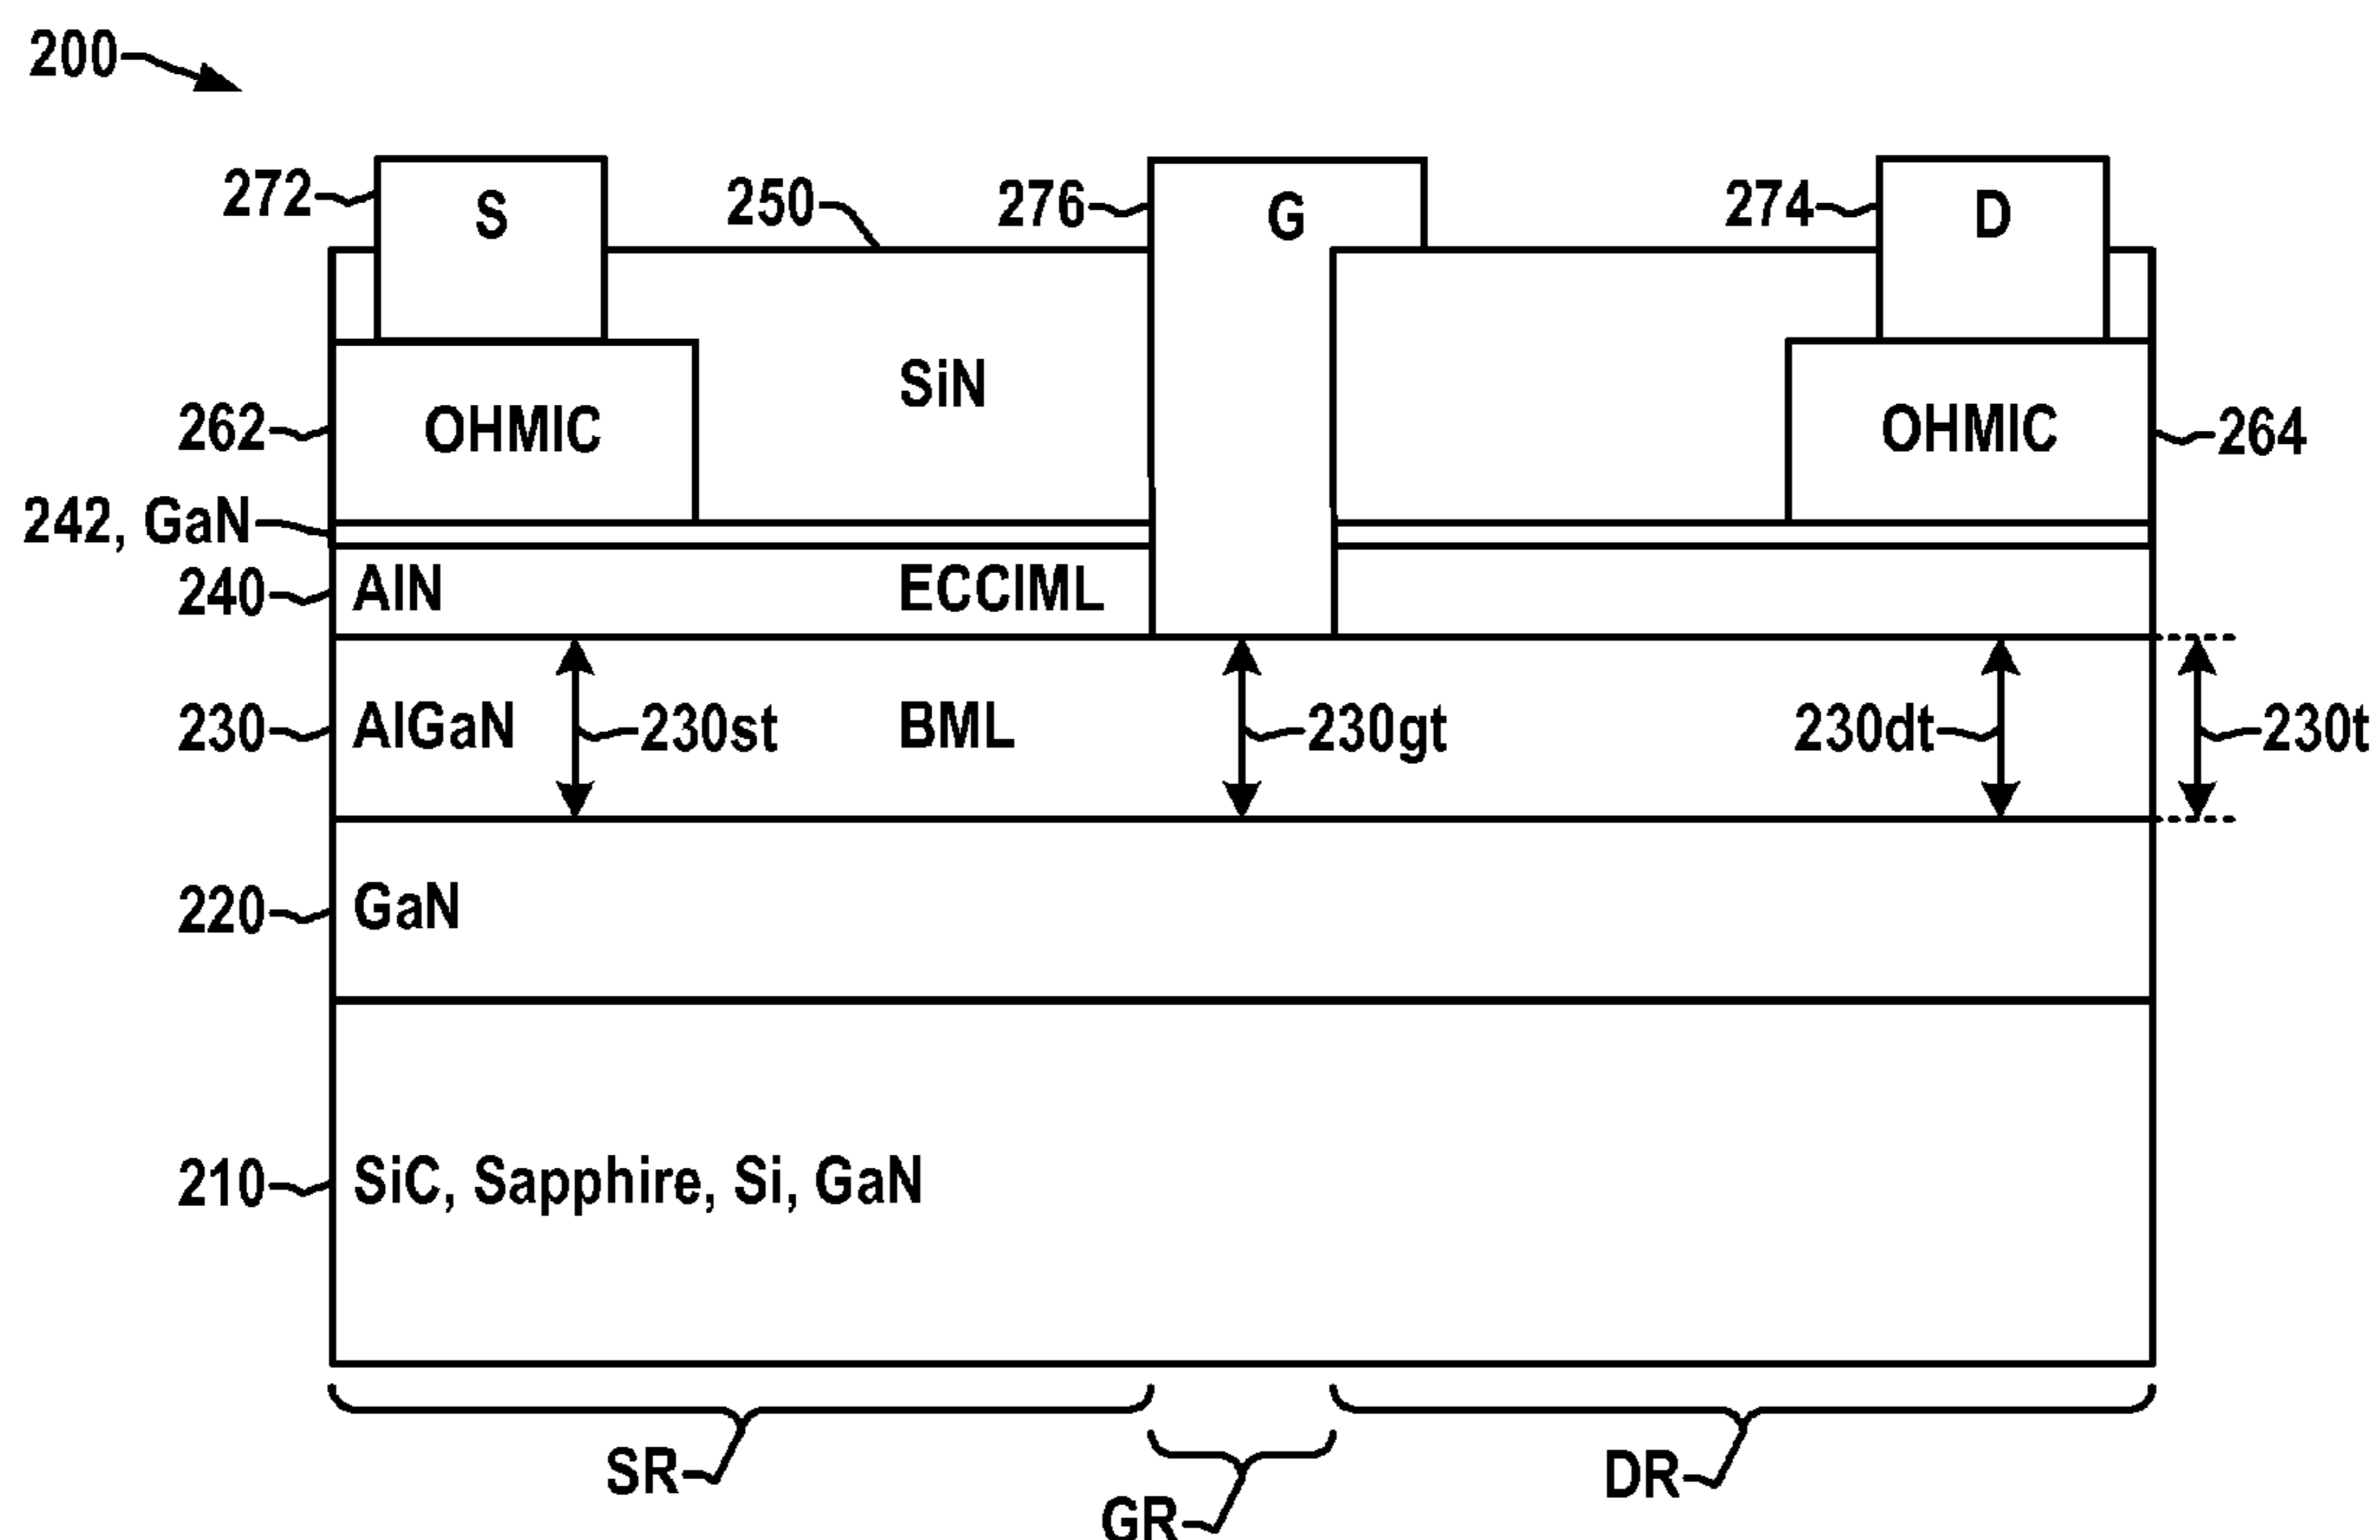 200
272
S
250
276
G
274
D
262
OHMIC
SiN
OHMIC
264
242, GaN
240
AlN
ECCIML
230
AlGaN
230st
BML
230gt
230dt
230t
220
GaN
210
SiC, Sapphire, Si, GaN
SR
GR
DR